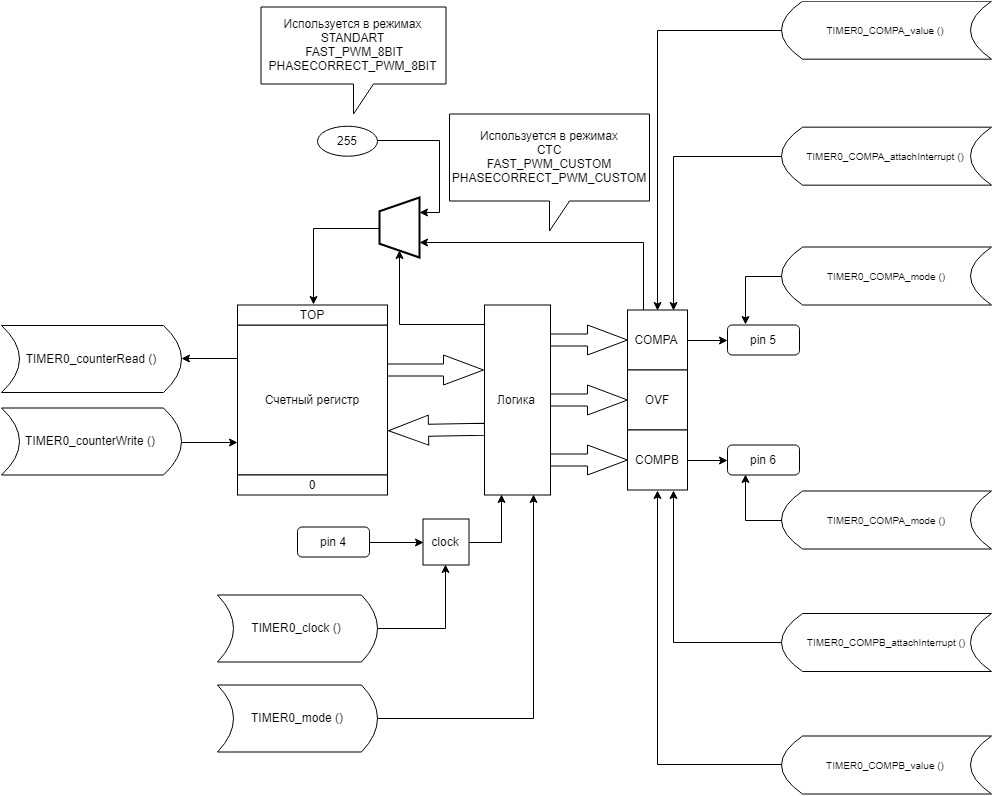 Используется в режимах
STANDART
FAST_PWM_8BIT
PHASECORRECT_PWM_8BIT
255
Используется в режимах
CTC
FAST_PWM_CUSTOM
PHASECORRECT_PWM_CUSTOM
TIMER0_COMPA_value ()
TIMER0_COMPA_attachInterrupt ()
TIMER0_COMPA_mode ()
TOP
TIMER0_counterRead ()
TIMER0_counterWrite ()
Счетный регистр
0
Логика
COMPA
OVF
COMPB
pin 5
pin 6
TIMER0_COMPA_mode ()
pin 4
clock
TIMER0_clock ()
TIMER0_mode ()
TIMER0_COMPB_attachInterrupt ()
TIMER0_COMPB_value ()